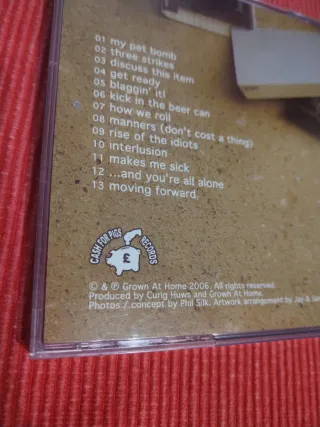 01 my pet bomb
02 three strikes
03 discuss this item
04 get ready
05 blaggin' it!
06 kick in the beer can
07 how we roll
08 manners (don't cost a thing)
09 rise of the idiots
10 interlusion
11 makes me sick
12 ...and you're all alone
13 moving forward
CASH FOR PIGS RECORDS
£
© & ℗ Grown At Home 2006. All rights reserved.
Produced by Curig Huws and Grown At Home.
Photos / concept by Phil Silk. Artwork arrangement by Jay &